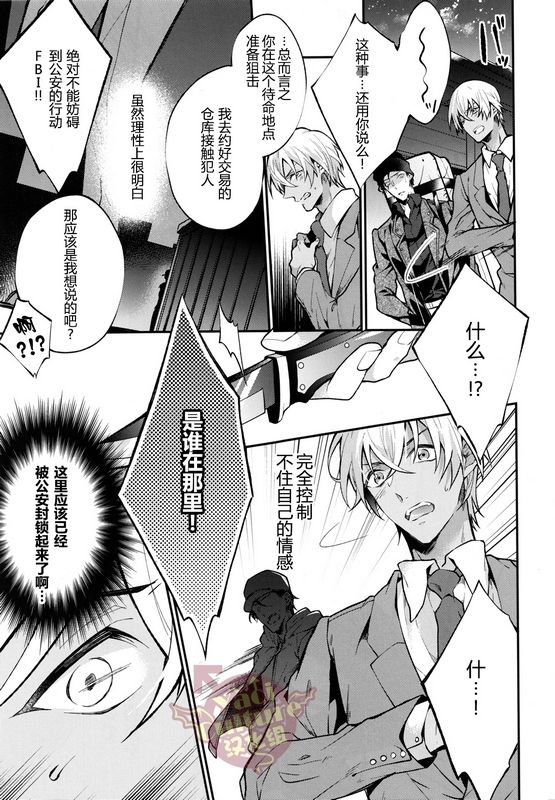 这种事…还用你说么！
…总而言之
你在这个待命地点
准备狙击
我去约好交易的
仓库接触犯人
虽然理性上很明白
绝对不能妨碍
到公安的行动
FBI!!
那应该是我想说的吧？
啊
?!?
什么…!?
是谁在那里！
完全控制
不住自己的情感
什…！
这里应该已经
被公安封锁起来了啊…
Culture
汉化组